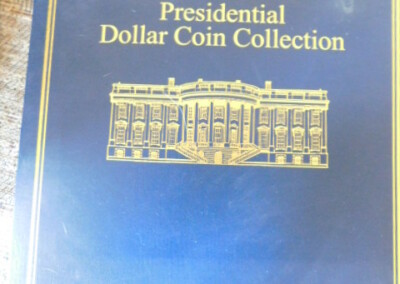 Presidential
Dollar Coin Collection